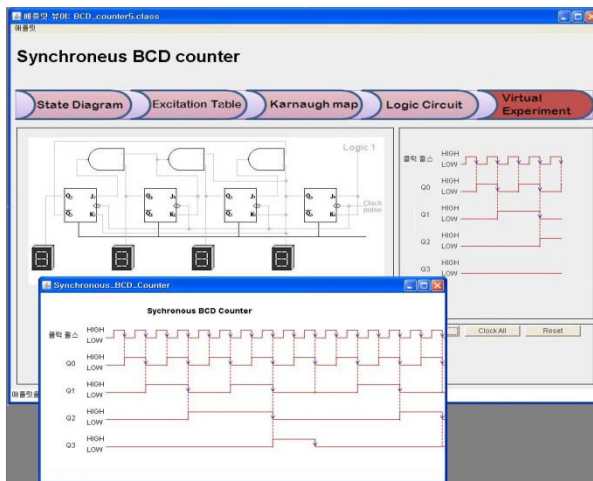 애플릿 뷰어: BCD_counter5.class
애플릿
Synchroneus BCD counter
State Diagram
Excitation Table
Karnaugh map
Logic Circuit
Virtual Experiment
Logic 1
Clock pulse
클럭 펄스 HIGH
LOW
Q0 HIGH
LOW
Q1 HIGH
LOW
Q2 HIGH
LOW
Q3 HIGH
LOW
Clock All
Reset
Synchronous_BCD_Counter
Sychronous BCD Counter
클럭 펄스 HIGH
LOW
Q0 HIGH
LOW
Q1 HIGH
LOW
Q2 HIGH
LOW
Q3 HIGH
LOW